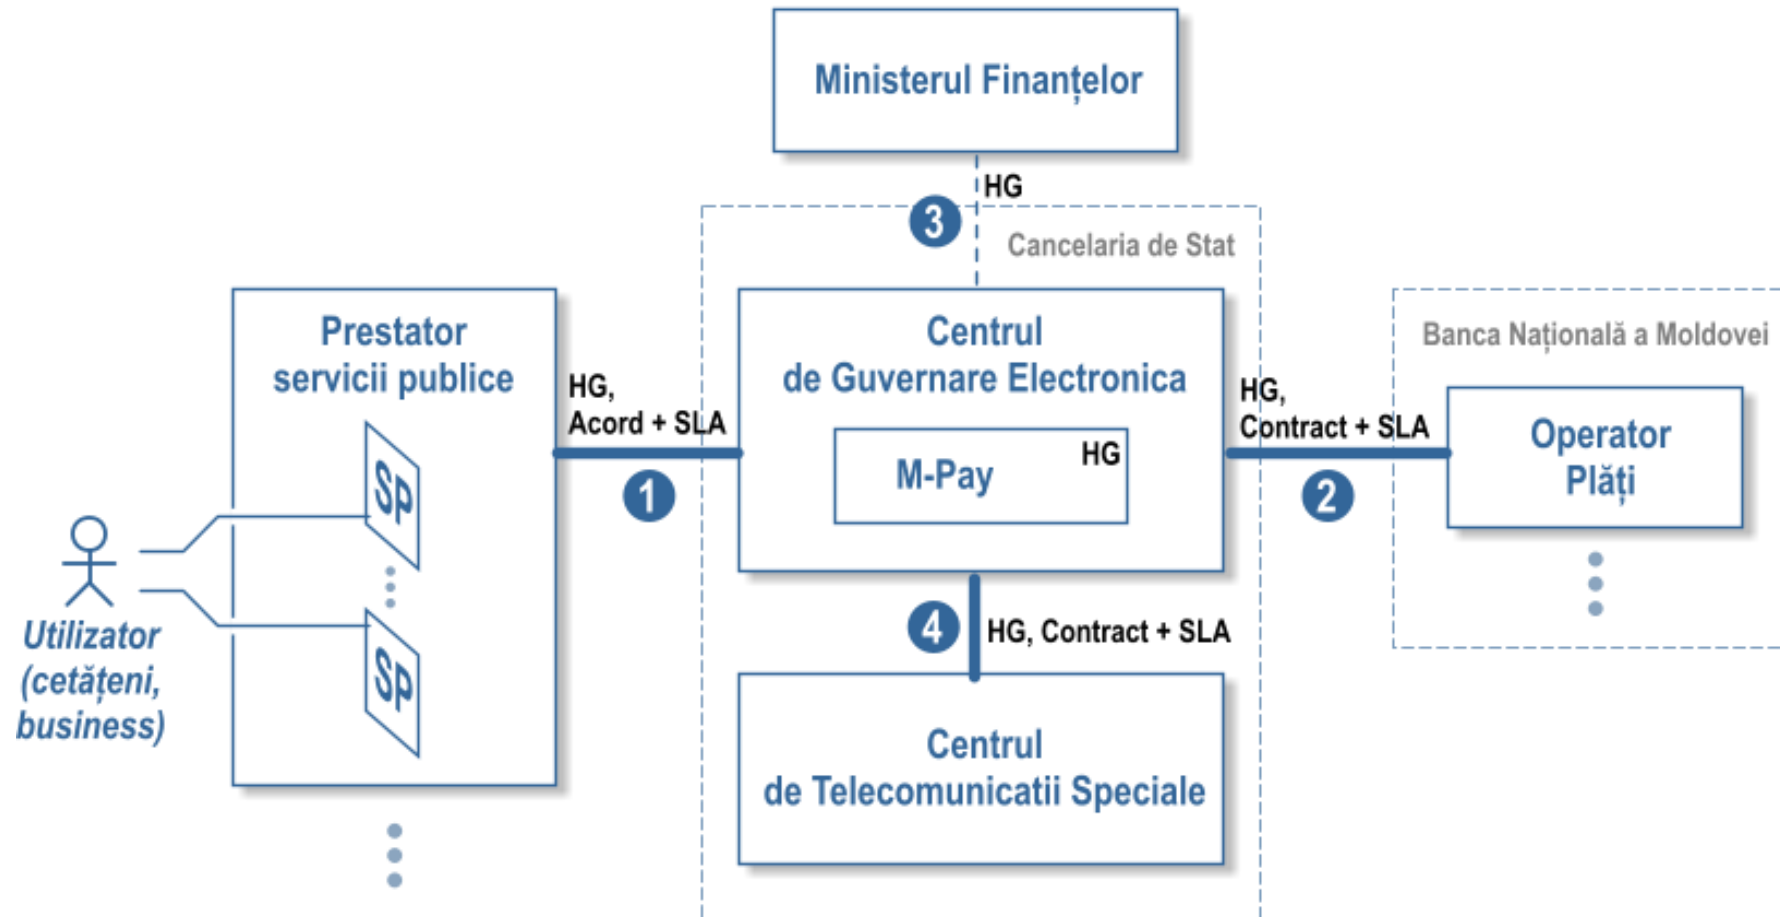 Ministerul Finanțelor
HG
3
Cancelaria de Stat
Prestator
servicii publice
SP
SP
Utilizator
(cetățeni,
business)
HG,
Acord + SLA
1
Centrul
de Guvernare Electronica
M-Pay
HG
HG,
Contract + SLA
2
Banca Națională a Moldovei
Operator
Plăți
4
HG, Contract + SLA
Centrul
de Telecomunicatii Speciale